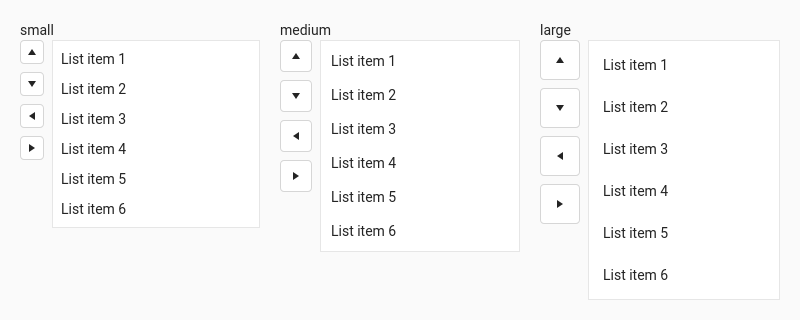 small
List item 1
List item 2
List item 3
List item 4
List item 5
List item 6
medium
List item 1
List item 2
List item 3
List item 4
List item 5
List item 6
large
List item 1
List item 2
List item 3
List item 4
List item 5
List item 6